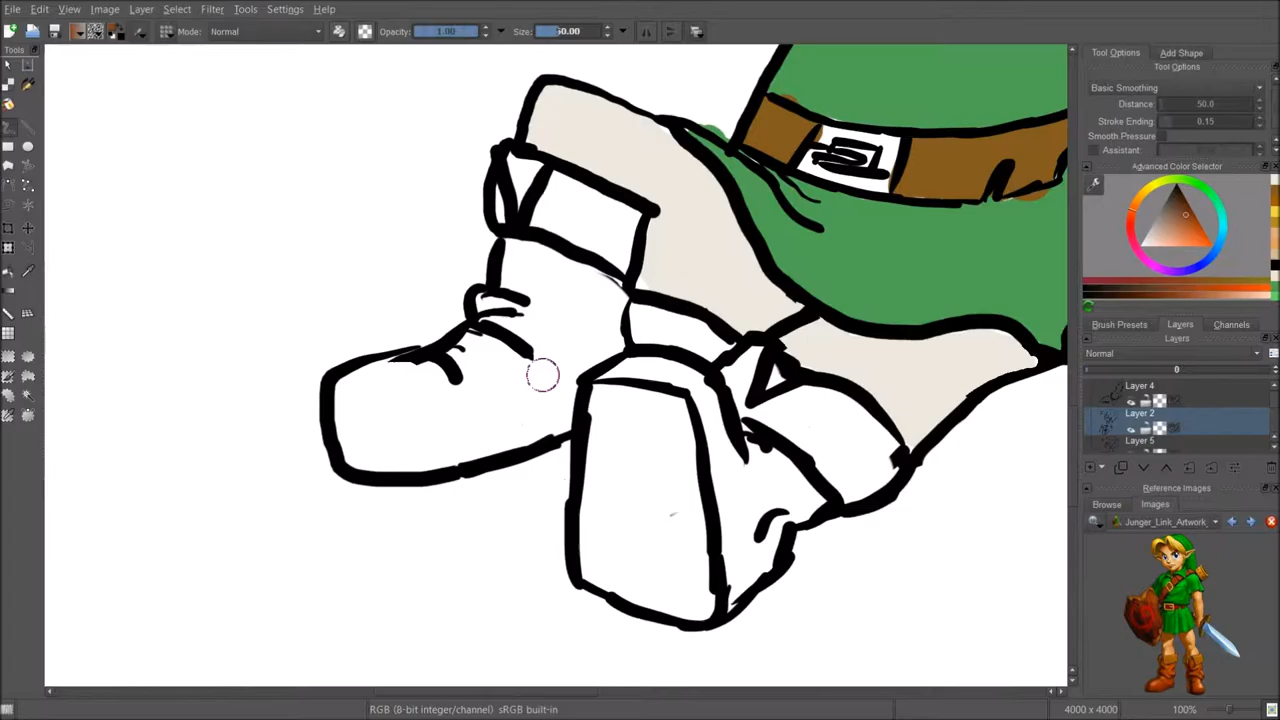 File Edit View Image Layer Select Filter Tools Settings Help
Mode: Normal Opacity: 1.00 Size: 50.00
Tools
Tool Options Add Shape
Tool Options
Basic Smoothing
Distance 50.0
Stroke Ending 0.15
Smooth Pressure
Assistant
Advanced Color Selector
Brush Presets Layers Channels
Layers
Normal
0
Layer 4
Layer 2
Layer 5
Reference Images
Browse Images
Junger_Link_Artwork_
RGB (8-bit integer/channel) sRGB built-in 4000 x 4000 100%